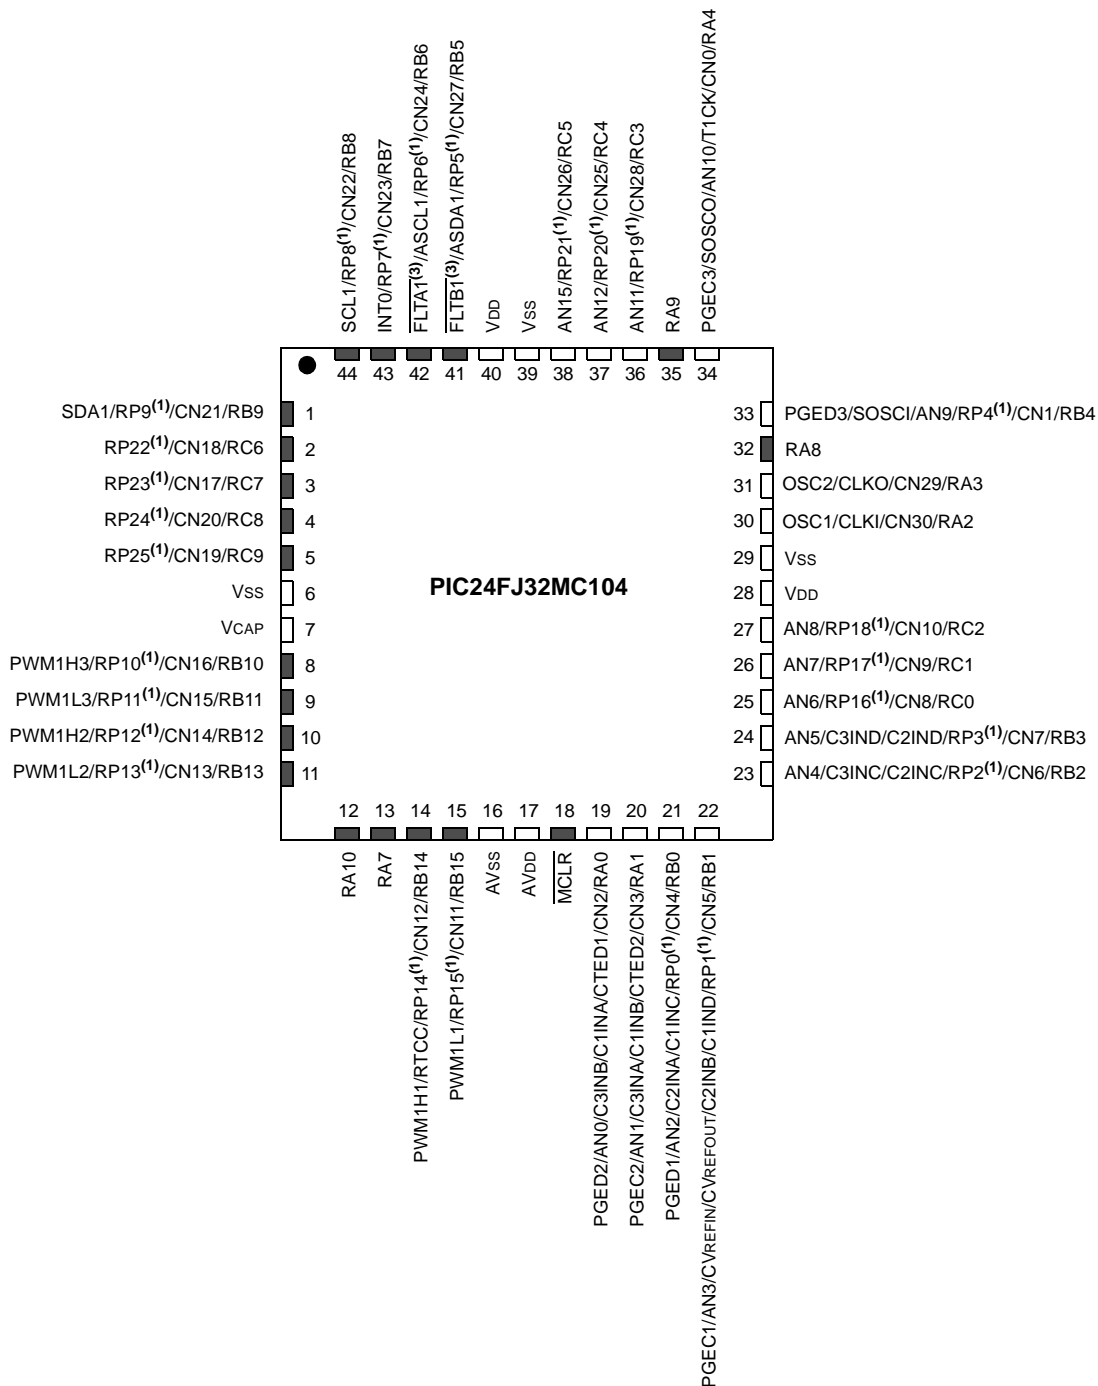 SCL1/RP8(1)/CN22/RB8
INT0/RP7(1)/CN23/RB7
FLTA1(3)/ASCL1/RP6(1)/CN24/RB6
FLTB1(3)/ASDA1/RP5(1)/CN27/RB5
VDD
VSS
AN15/RP21(1)/CN26/RC5
AN12/RP20(1)/CN25/RC4
AN11/RP19(1)/CN28/RC3
RA9
PGEC3/SOSCO/AN10/T1CK/CN0/RA4
44 43 42 41 40 39 38 37 36 35 34
SDA1/RP9(1)/CN21/RB9 1
RP22(1)/CN18/RC6 2
RP23(1)/CN17/RC7 3
RP24(1)/CN20/RC8 4
RP25(1)/CN19/RC9 5
VSS 6
VCAP 7
PWM1H3/RP10(1)/CN16/RB10 8
PWM1L3/RP11(1)/CN15/RB11 9
PWM1H2/RP12(1)/CN14/RB12 10
PWM1L2/RP13(1)/CN13/RB13 11
PIC24FJ32MC104
33 PGED3/SOSCI/AN9/RP4(1)/CN1/RB4
32 RA8
31 OSC2/CLKO/CN29/RA3
30 OSC1/CLKI/CN30/RA2
29 VSS
28 VDD
27 AN8/RP18(1)/CN10/RC2
26 AN7/RP17(1)/CN9/RC1
25 AN6/RP16(1)/CN8/RC0
24 AN5/C3IND/C2IND/RP3(1)/CN7/RB3
23 AN4/C3INC/C2INC/RP2(1)/CN6/RB2
12 13 14 15 16 17 18 19 20 21 22
RA10
RA7
PWM1H1/RTCC/RP14(1)/CN12/RB14
PWM1L1/RP15(1)/CN11/RB15
AVSS
AVDD
MCLR
PGED2/AN0/C3INB/C1INA/CTED1/CN2/RA0
PGEC2/AN1/C3INA/C1INB/CTED2/CN3/RA1
PGED1/AN2/C2INA/C1INC/RP0(1)/CN4/RB0
PGEC1/AN3/CVREFIN/CVREFOUT/C2INB/C1IND/RP1(1)/CN5/RB1